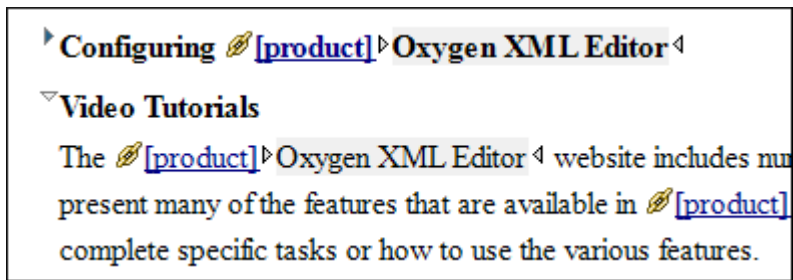 Configuring [product] Oxygen XML Editor
Video Tutorials
The [product] Oxygen XML Editor website includes
present many of the features that are available in [product]
complete specific tasks or how to use the various features.